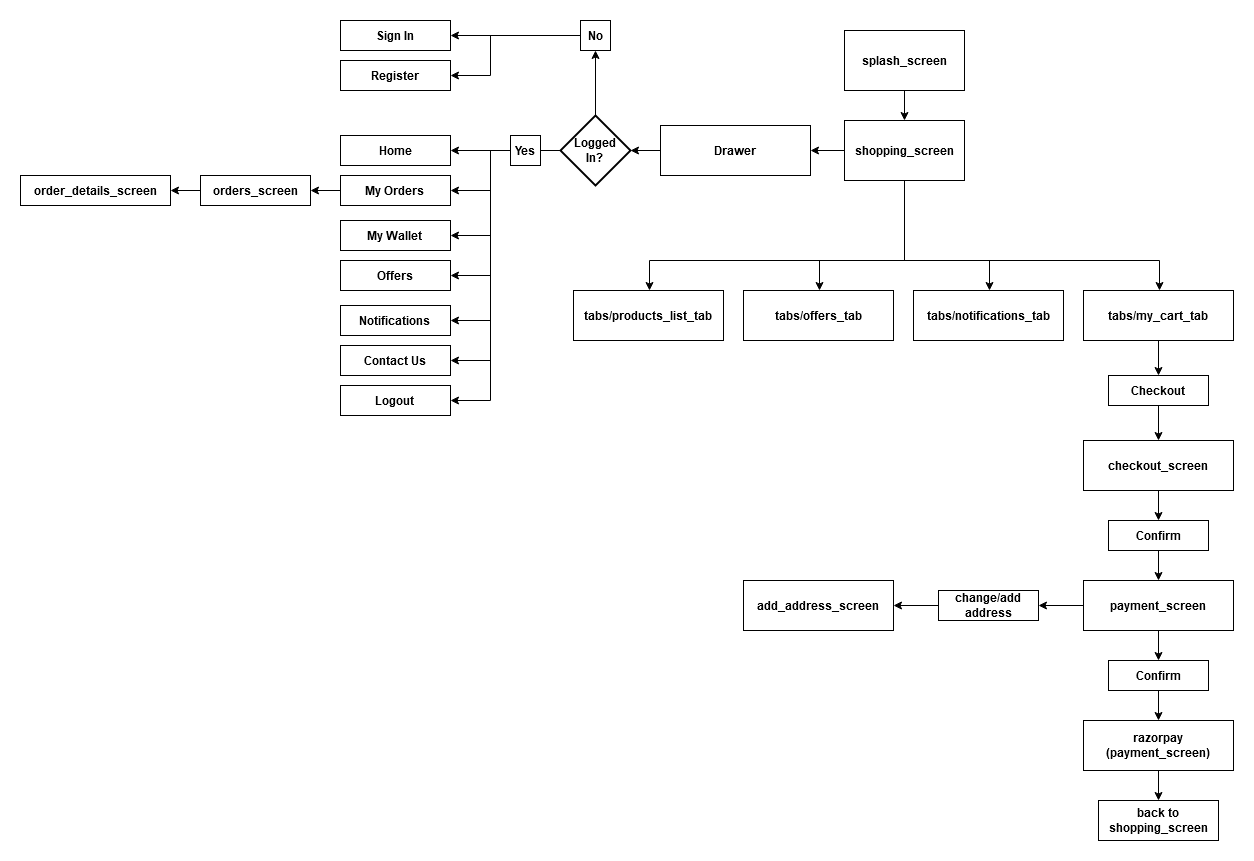 Sign In
No
splash_screen
Register
Logged
In?
Home
Yes
Drawer
shopping_screen
order_details_screen
orders_screen
My Orders
My Wallet
Offers
Notifications
Contact Us
Logout
tabs/products_list_tab
tabs/offers_tab
tabs/notifications_tab
tabs/my_cart_tab
Checkout
checkout_screen
Confirm
add_address_screen
change/add
address
payment_screen
Confirm
razorpay
(payment_screen)
back to
shopping_screen